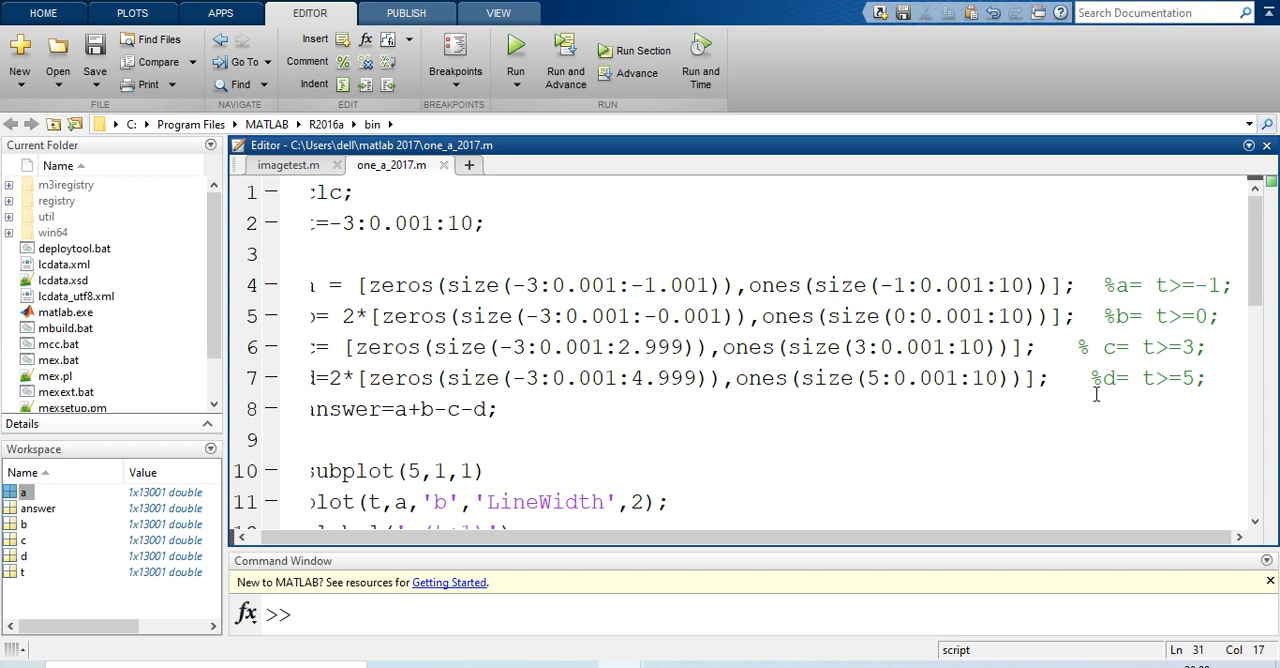 HOME PLOTS APPS EDITOR PUBLISH VIEW Search Documentation
New Open Save Find Files Compare Print
Go To Find
Insert Comment Indent
Breakpoints
Run Run and Advance Run Section Advance Run and Time
FILE NAVIGATE EDIT BREAKPOINTS RUN
C: Program Files MATLAB R2016a bin
Current Folder
Name
m3iregistry
registry
util
win64
deploytool.bat
lcdata.xml
lcdata.xsd
lcdata_utf8.xml
matlab.exe
mbuild.bat
mcc.bat
mex.bat
mex.pl
mexext.bat
mexsetup.pm
Details
Workspace
Name Value
a 1x13001 double
answer 1x13001 double
b 1x13001 double
c 1x13001 double
d 1x13001 double
t 1x13001 double
Editor - C:\Users\dell\matlab 2017\one_a_2017.m
imagetest.m one_a_2017.m
1 clc;
2 t=-3:0.001:10;
3
4 a = [zeros(size(-3:0.001:-1.001)),ones(size(-1:0.001:10))]; %a= t>=-1;
5 b= 2*[zeros(size(-3:0.001:-0.001)),ones(size(0:0.001:10))]; %b= t>=0;
6 c= [zeros(size(-3:0.001:2.999)),ones(size(3:0.001:10))]; % c= t>=3;
7 d=2*[zeros(size(-3:0.001:4.999)),ones(size(5:0.001:10))]; %d= t>=5;
8 answer=a+b-c-d;
9
10 subplot(5,1,1)
11 plot(t,a,'b','LineWidth',2);
Command Window
New to MATLAB? See resources for Getting Started.
fx >>
script Ln 31 Col 17